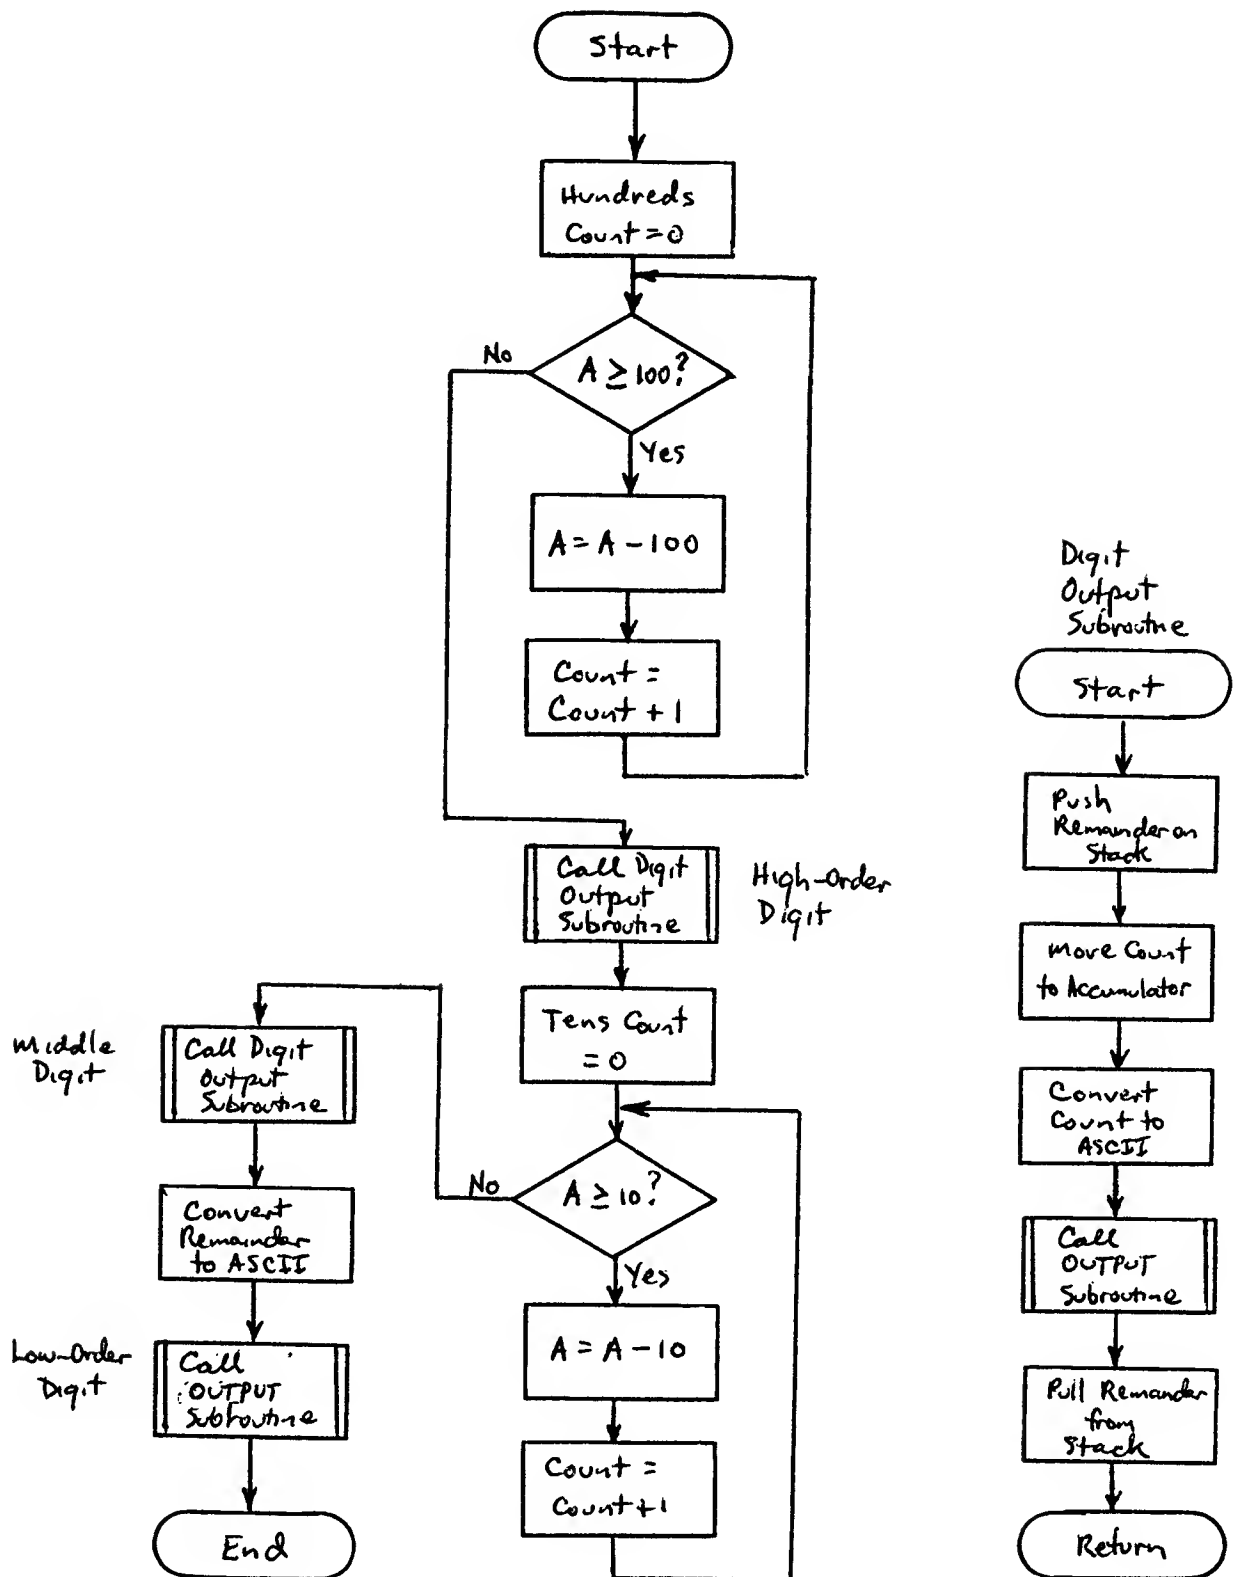 Start
Hundreds
Count = 0
A ≥ 100?
No
Yes
A = A - 100
Count =
Count + 1
Call Digit
Output
Subroutine
High-Order
Digit
Tens Count
= 0
A ≥ 10?
No
Yes
A = A - 10
Count =
Count + 1
Middle
Digit
Call Digit
Output
Subroutine
Convert
Remainder
to ASCII
Low-Order
Digit
Call
OUTPUT
Subroutine
End
Digit
Output
Subroutine
Start
Push
Remainder on
Stack
Move Count
to Accumulator
Convert
Count to
ASCII
Call
OUTPUT
Subroutine
Pull Remainder
from
Stack
Return